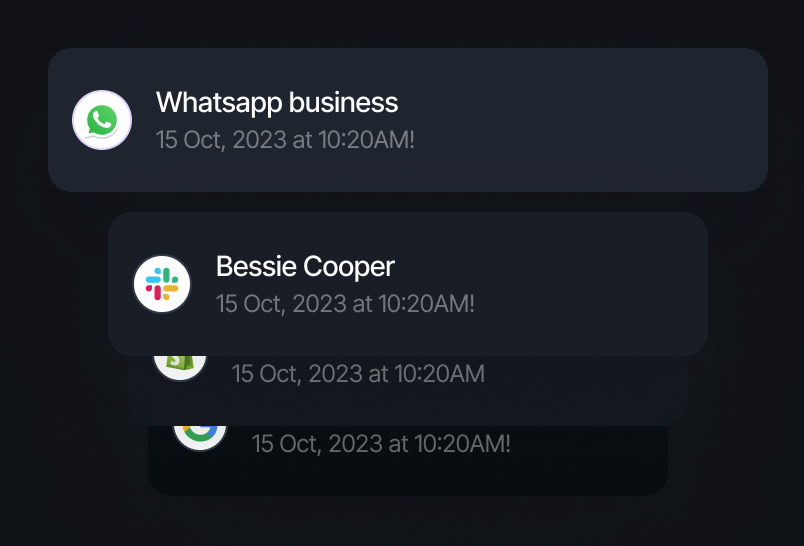 Whatsapp business
15 Oct, 2023 at 10:20AM!
Bessie Cooper
15 Oct, 2023 at 10:20AM!
15 Oct, 2023 at 10:20AM
15 Oct, 2023 at 10:20AM!